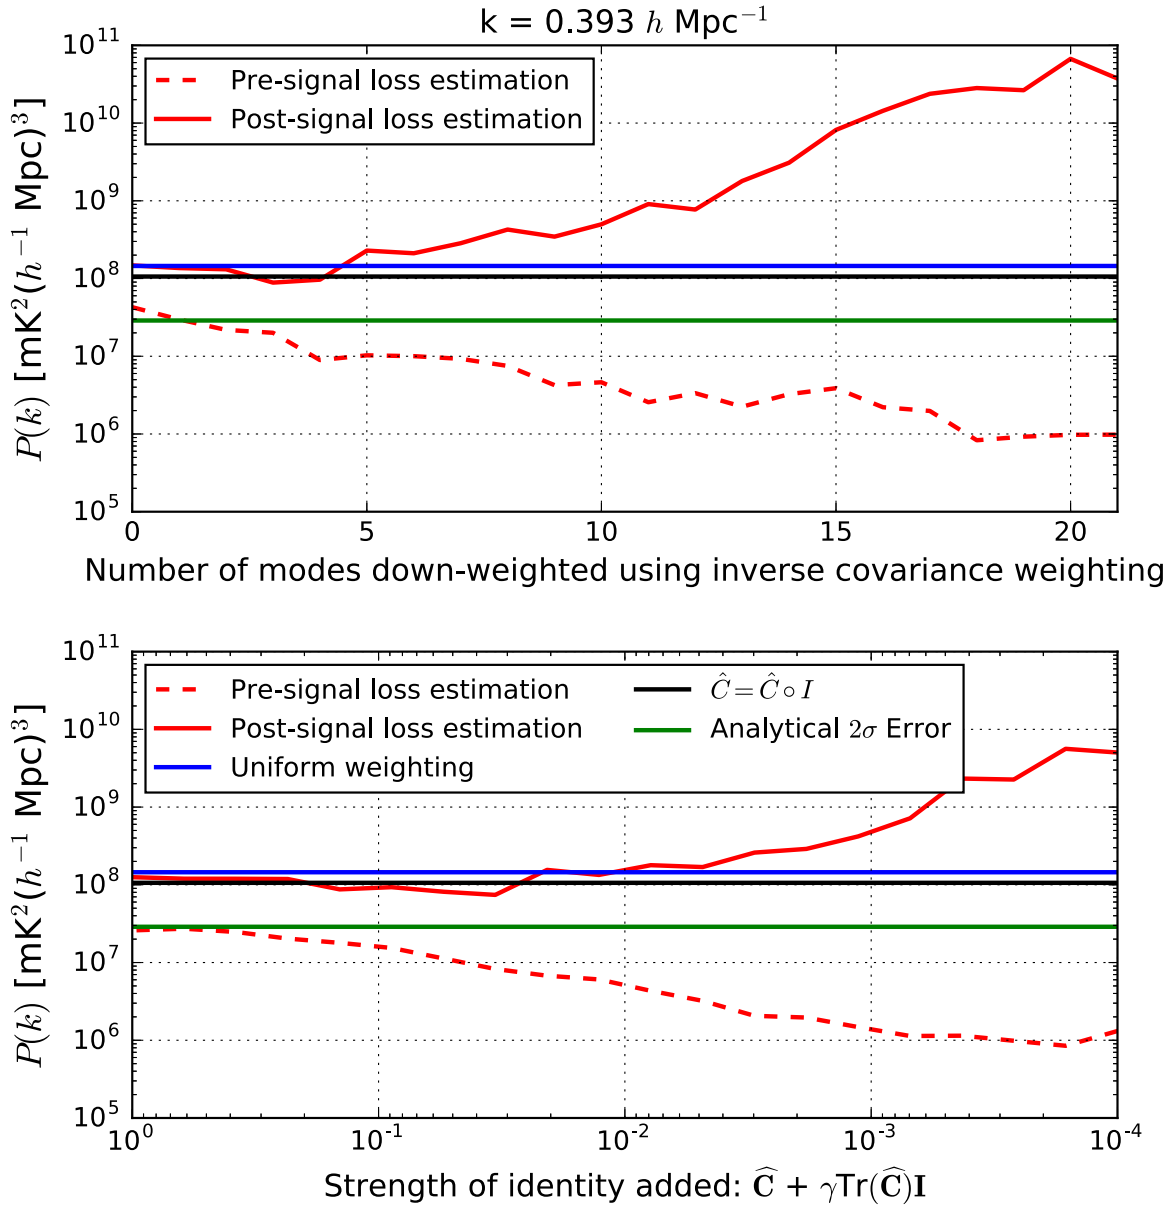 k = 0.393 h Mpc⁻¹
10¹¹
10¹⁰
10⁹
10⁸
10⁷
10⁶
10⁵
P(k) [mK²(h⁻¹ Mpc)³]
Pre-signal loss estimation
Post-signal loss estimation
0 5 10 15 20
Number of modes down-weighted using inverse covariance weighting
10¹¹
10¹⁰
10⁹
10⁸
10⁷
10⁶
10⁵
P(k) [mK²(h⁻¹ Mpc)³]
Pre-signal loss estimation
Post-signal loss estimation
Uniform weighting
Ĉ = Ĉ ∘ I
Analytical 2σ Error
10⁰ 10⁻¹ 10⁻² 10⁻³ 10⁻⁴
Strength of identity added: Ĉ + γTr(Ĉ)I